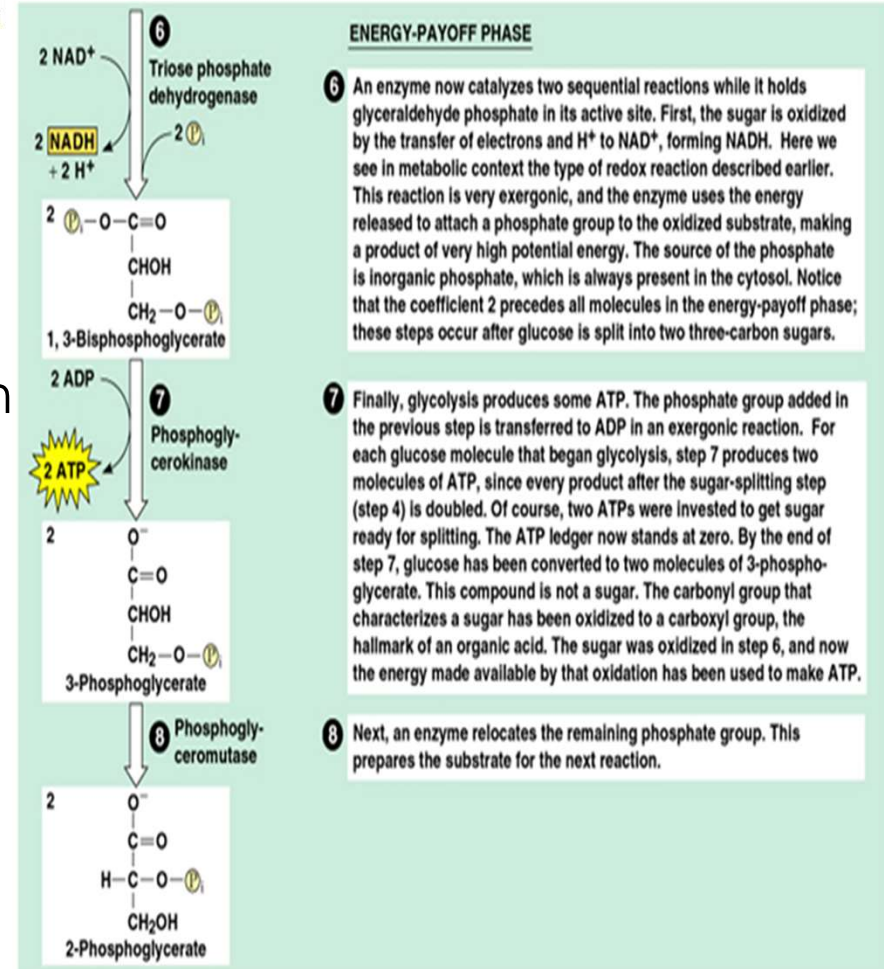 ENERGY-PAYOFF PHASE
2 NAD+
6
Triose phosphate
dehydrogenase
2 Pi
2 NADH
+2 H+
2 Pi–O–C=O
CHOH
CH2–O–Pi
1, 3-Bisphosphoglycerate
6 An enzyme now catalyzes two sequential reactions while it holds
glyceraldehyde phosphate in its active site. First, the sugar is oxidized
by the transfer of electrons and H+ to NAD+, forming NADH. Here we
see in metabolic context the type of redox reaction described earlier.
This reaction is very exergonic, and the enzyme uses the energy
released to attach a phosphate group to the oxidized substrate, making
a product of very high potential energy. The source of the phosphate
is inorganic phosphate, which is always present in the cytosol. Notice
that the coefficient 2 precedes all molecules in the energy-payoff phase;
these steps occur after glucose is split into two three-carbon sugars.
n
2 ADP
7
Phosphogly-
cerokinase
2 ATP
2
O−
C=O
CHOH
CH2–O–Pi
3-Phosphoglycerate
7 Finally, glycolysis produces some ATP. The phosphate group added in
the previous step is transferred to ADP in an exergonic reaction. For
each glucose molecule that began glycolysis, step 7 produces two
molecules of ATP, since every product after the sugar-splitting step
(step 4) is doubled. Of course, two ATPs were invested to get sugar
ready for splitting. The ATP ledger now stands at zero. By the end of
step 7, glucose has been converted to two molecules of 3-phospho-
glycerate. This compound is not a sugar. The carbonyl group that
characterizes a sugar has been oxidized to a carboxyl group, the
hallmark of an organic acid. The sugar was oxidized in step 6, and now
the energy made available by that oxidation has been used to make ATP.
8 Phosphogly-
ceromutase
8 Next, an enzyme relocates the remaining phosphate group. This
prepares the substrate for the next reaction.
2
O−
C=O
H–C–O–Pi
CH2OH
2-Phosphoglycerate